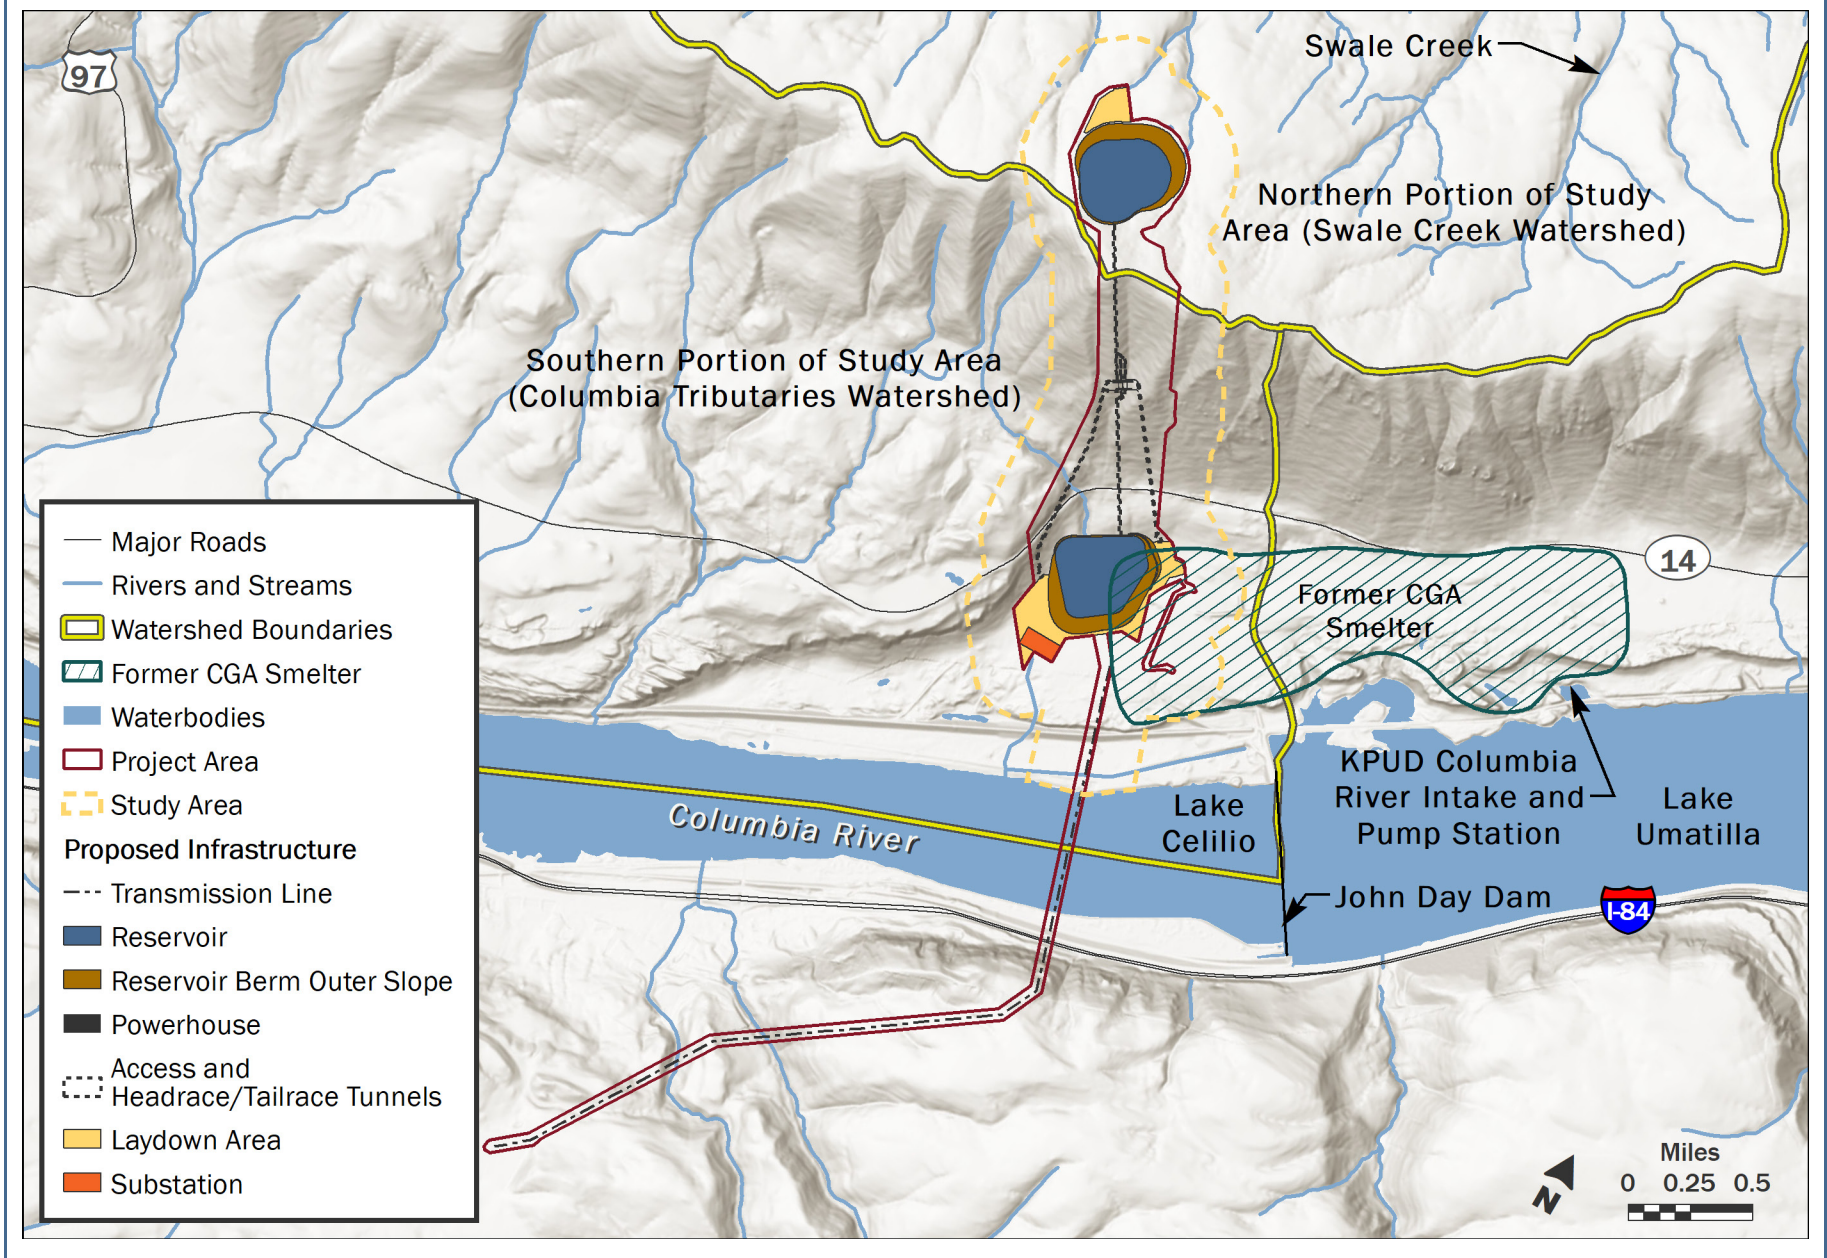 97
Swale Creek
Northern Portion of Study
Area (Swale Creek Watershed)
Southern Portion of Study Area
(Columbia Tributaries Watershed)
14
Former CGA
Smelter
KPUD Columbia
River Intake and
Pump Station
Lake
Umatilla
Lake
Celilio
Columbia River
John Day Dam
I-84
Major Roads
Rivers and Streams
Watershed Boundaries
Former CGA Smelter
Waterbodies
Project Area
Study Area
Proposed Infrastructure
Transmission Line
Reservoir
Reservoir Berm Outer Slope
Powerhouse
Access and
Headrace/Tailrace Tunnels
Laydown Area
Substation
N
Miles
0 0.25 0.5